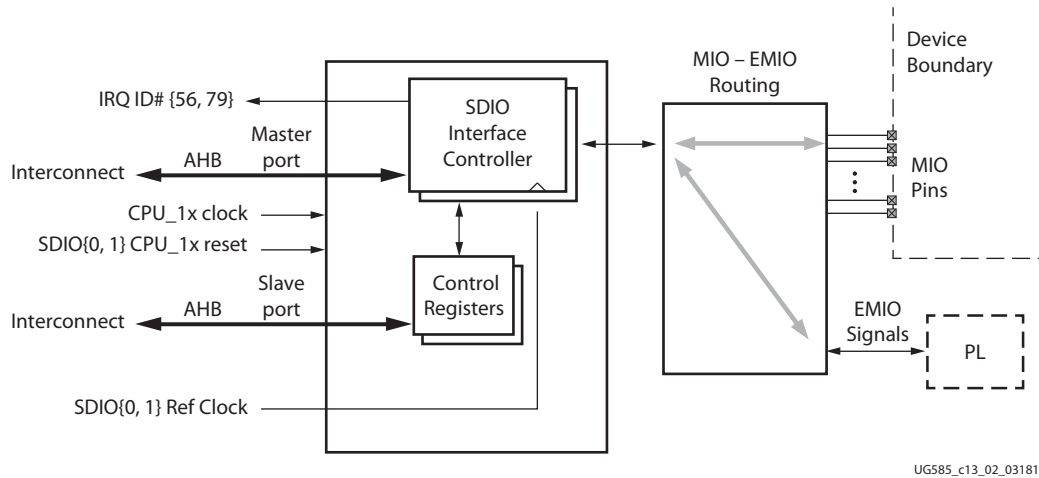 Device
Boundary
MIO – EMIO
Routing
IRQ ID# {56, 79}
SDIO
Interface
Controller
Master
port
AHB
Interconnect
MIO
Pins
CPU_1x clock
SDIO{0, 1} CPU_1x reset
Control
Registers
Slave
port
AHB
Interconnect
EMIO
Signals
PL
SDIO{0, 1} Ref Clock
UG585_c13_02_03181